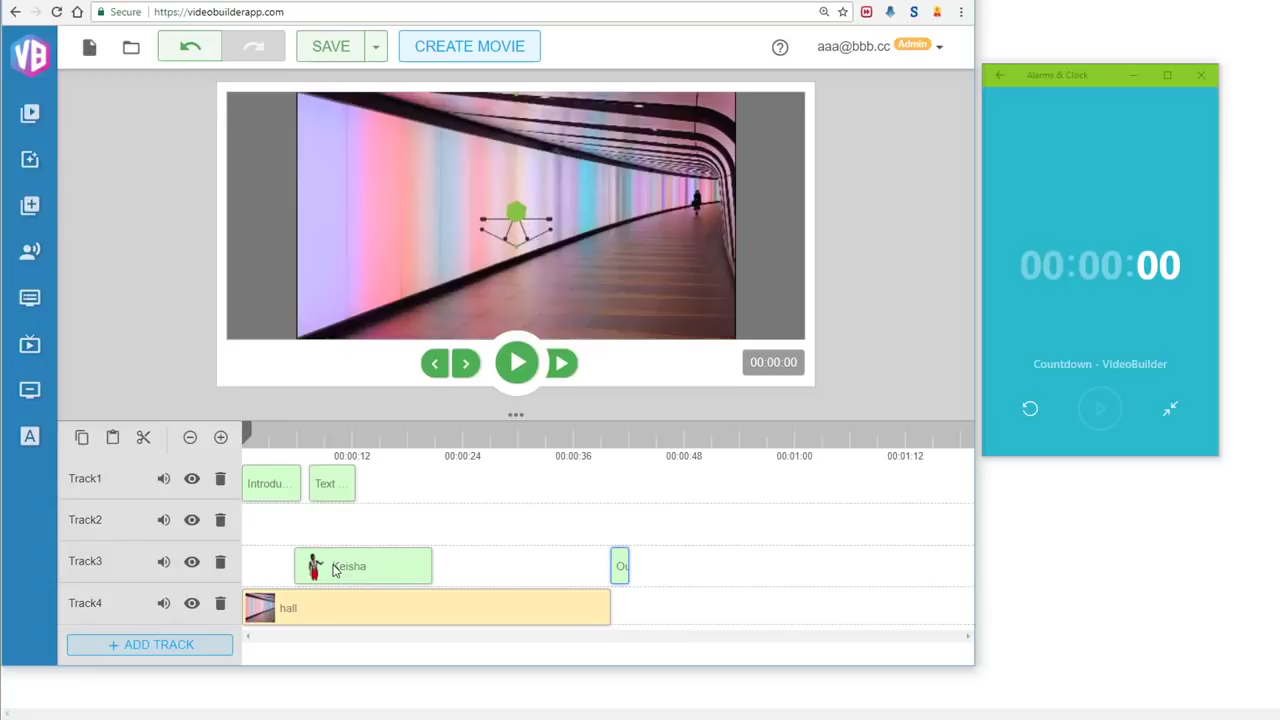 Secure
https://videobuilderapp.com
S
VB
SAVE
CREATE MOVIE
aaa@bbb.cc
Admin
Alarms & Clock
00:00:00
Countdown - VideoBuilder
00:00:00
00:00:12
00:00:24
00:00:36
00:00:48
00:01:00
00:01:12
Track1
Introdu...
Text ...
Track2
Track3
Keisha
Ou
Track4
hall
+ ADD TRACK
A